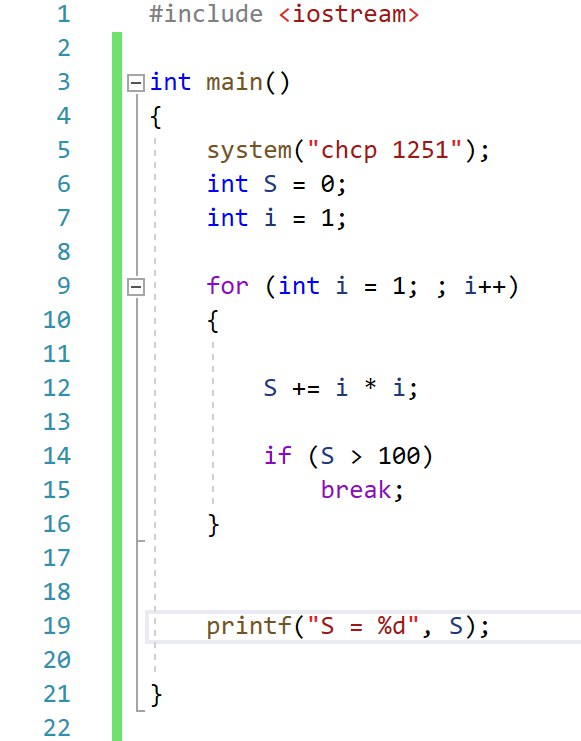 1 #include <iostream>
2
3 int main()
4 {
5 system("chcp 1251");
6 int S = 0;
7 int i = 1;
8
9 for (int i = 1; ; i++)
10 {
11
12 S += i * i;
13
14 if (S > 100)
15 break;
16 }
17
18
19 printf("S = %d", S);
20
21 }
22